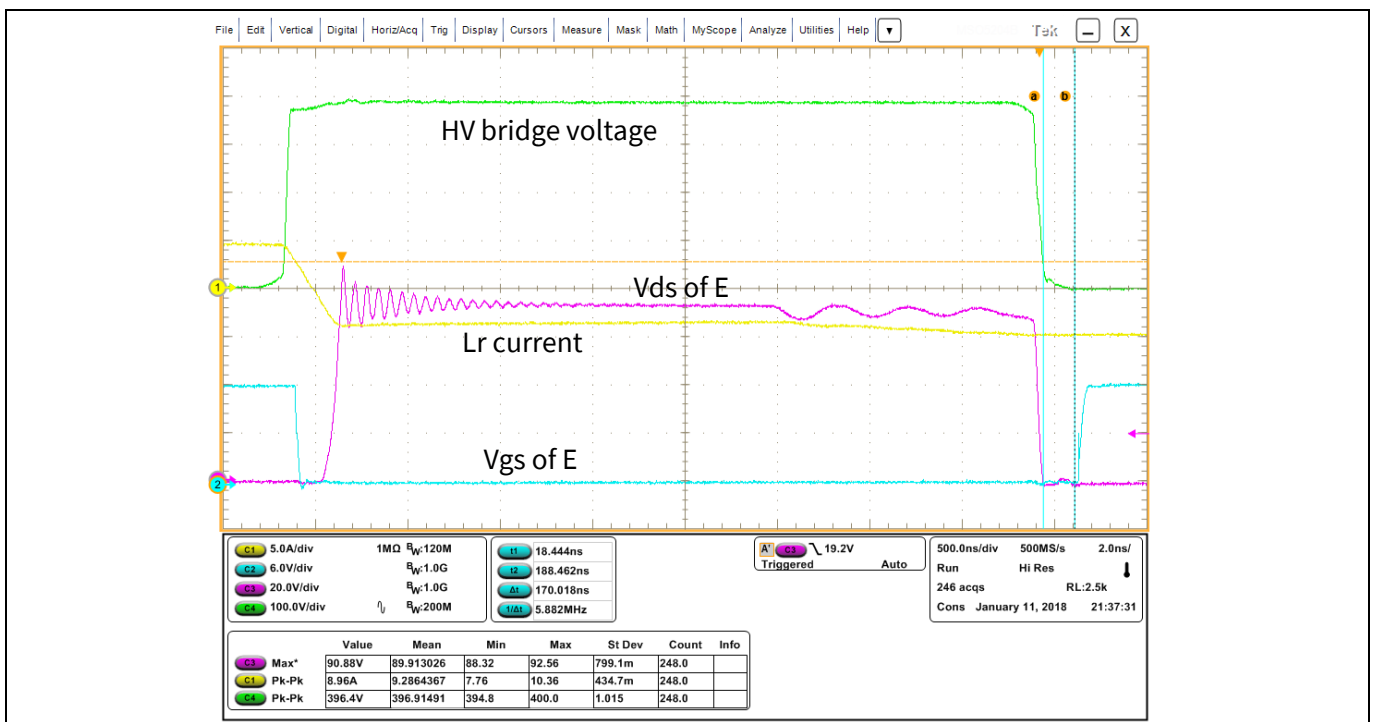 File Edit Vertical Digital Horiz/Acq Trig Display Cursors Measure Mask Math MyScope Analyze Utilities Help ▼ Tek – X
a b
HV bridge voltage
1
Vds of E
Lr current
Vgs of E
2
C1 5.0A/div 1MΩ BW:120M
C2 6.0V/div BW:1.0G
C3 20.0V/div BW:1.0G
C4 100.0V/div BW:200M
t1 18.444ns
t2 188.462ns
Δt 170.018ns
1/Δt 5.882MHz
A' C3 19.2V
Triggered Auto
500.0ns/div 500MS/s 2.0ns/
Run Hi Res
246 acqs RL:2.5k
Cons January 11, 2018 21:37:31
Value Mean Min Max St Dev Count Info
C3 Max* 90.88V 89.913026 88.32 92.56 799.1m 248.0
C1 Pk-Pk 8.96A 9.2864367 7.76 10.36 434.7m 248.0
C4 Pk-Pk 396.4V 396.91491 394.8 400.0 1.015 248.0